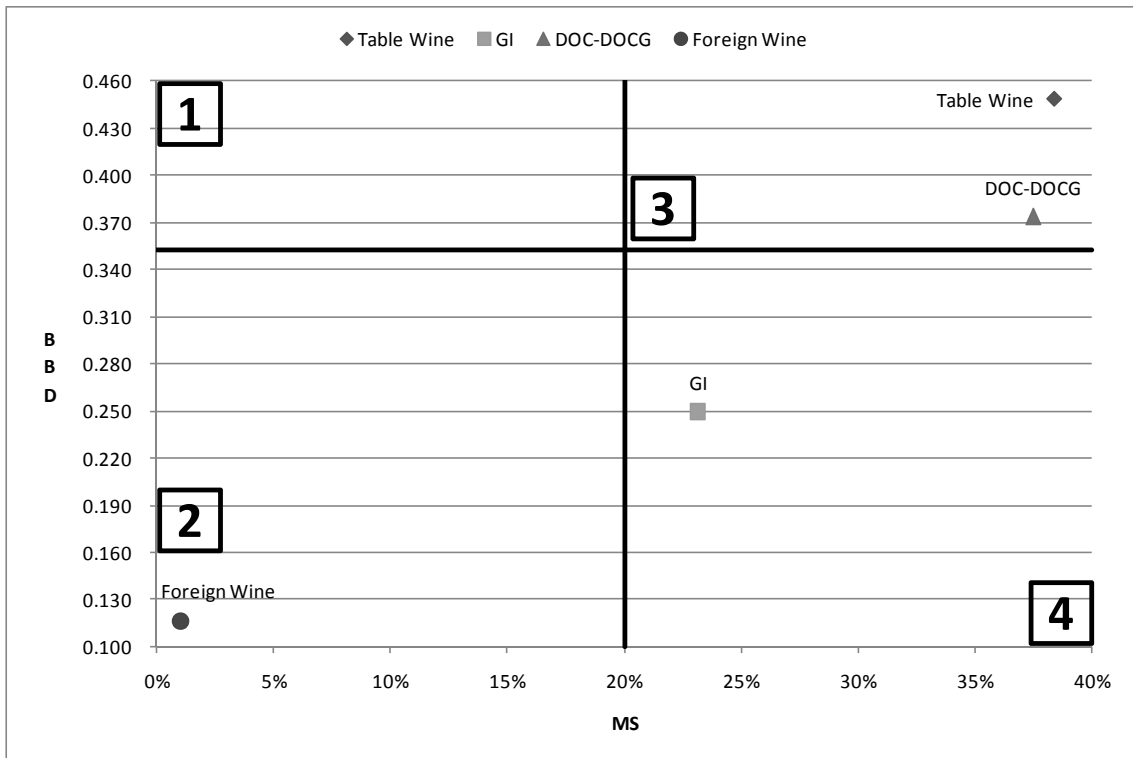 Table Wine GI DOC-DOCG Foreign Wine
0.460
1
Table Wine
0.430
0.400
3
DOC-DOCG
0.370
0.340
0.310
B
B
D
0.280
GI
0.250
0.220
0.190
2
0.160
Foreign Wine
0.130
4
0.100
0% 5% 10% 15% 20% 25% 30% 35% 40%
MS